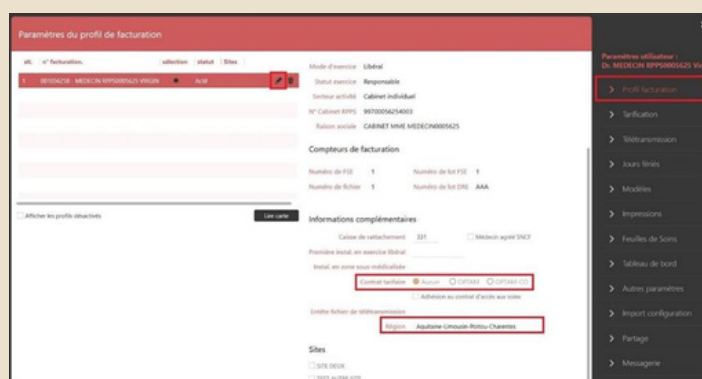 Paramètres du profil de facturation
sit. n° facturation. sélection statut Sites
1 001004258 - MEDECIN RPPS0005625 VIRGIN Actif
Afficher les profils désactivés
Lire carte
Mode d'exercice Libéral
Statut exercice Responsable
Secteur activité Cabinet individuel
N° Cabinet RPPS 99700056254003
Raison sociale CABINET MME MEDECIN0005625
Compteurs de facturation
Numéro de FSE 1 Numéro de lot FSE 1
Numéro de fichier 1 Numéro de lot DRE AAA
Informations complémentaires
Caisse de rattachement 331 Médecin agréé SNCF
Première instal. en exercice libéral
Instal. en zone sous-médicalisée
Contrat tarifaire Aucun OPTAM OPTAM-CO
Adhésion au contrat d'accès aux soins
Entête fichier de télétransmission
Région Aquitaine-Limousin-Poitou-Charentes
Sites
SITE DEUX
Paramètres utilisateur :
Dr. MEDECIN RPPS0005625 Vir
Profil facturation
Tarification
Télétransmission
Jours fériés
Modèles
Impressions
Feuilles de Soins
Tableau de bord
Autres paramètres
Import configuration
Partage
Messagerie